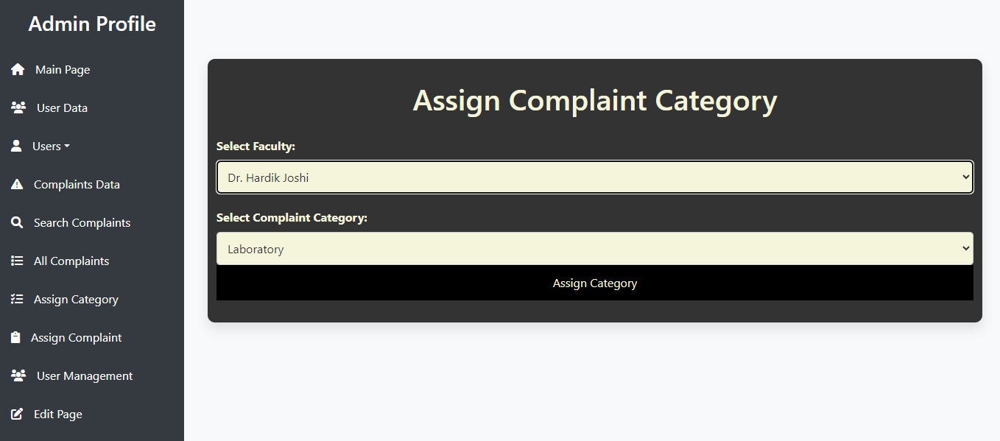 Admin Profile
Main Page
User Data
Users
Complaints Data
Search Complaints
All Complaints
Assign Category
Assign Complaint
User Management
Edit Page
Assign Complaint Category
Select Faculty:
Dr. Hardik Joshi
Select Complaint Category:
Laboratory
Assign Category